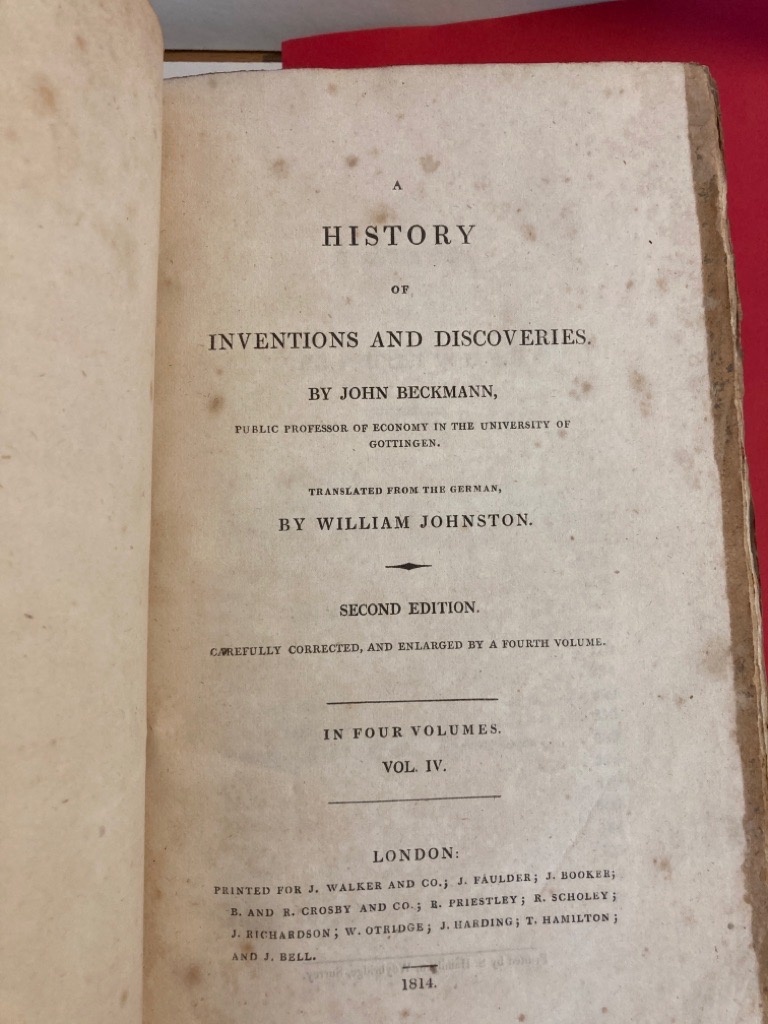 A
HISTORY
OF
INVENTIONS AND DISCOVERIES.
BY JOHN BECKMANN,
PUBLIC PROFESSOR OF ECONOMY IN THE UNIVERSITY OF
GOTTINGEN.
TRANSLATED FROM THE GERMAN,
BY WILLIAM JOHNSTON.
SECOND EDITION.
CAREFULLY CORRECTED, AND ENLARGED BY A FOURTH VOLUME.
IN FOUR VOLUMES.
VOL. IV.
LONDON:
PRINTED FOR J. WALKER AND CO.; J. FAULDER; J. BOOKER;
B. AND R. CROSBY AND CO.; R. PRIESTLEY; R. SCHOLEY;
J. RICHARDSON; W. OTRIDGE; J. HARDING; T. HAMILTON;
AND J. BELL.
1814.